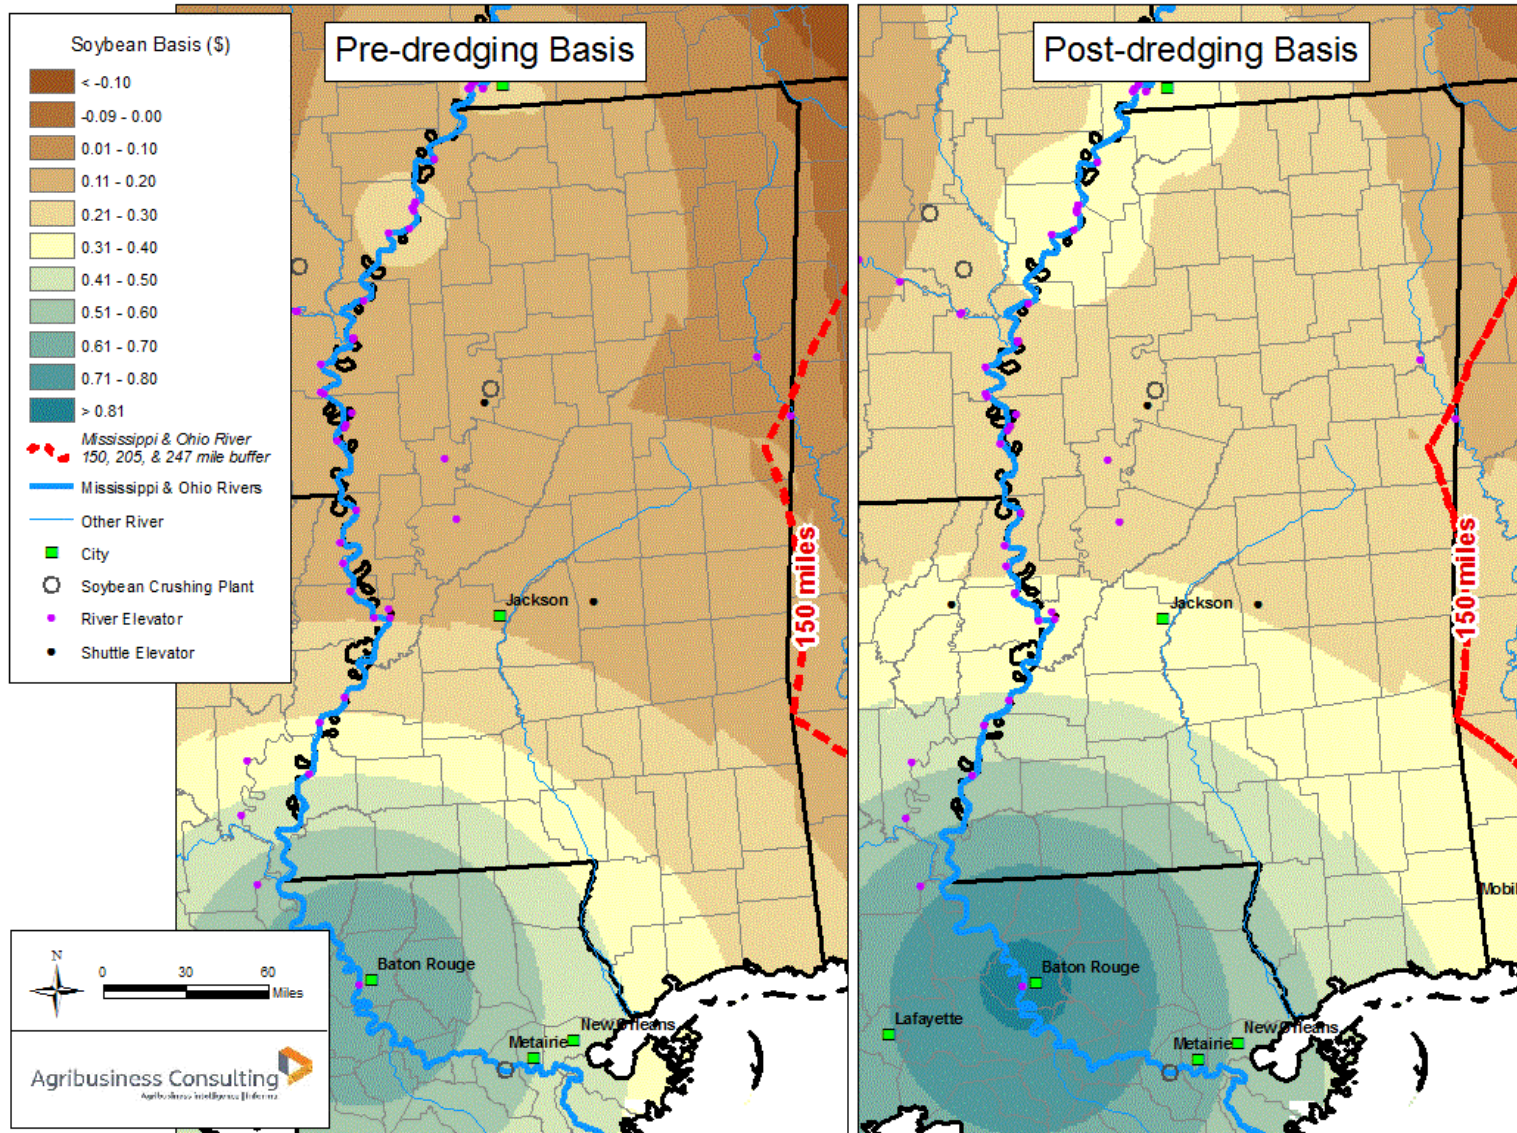 Soybean Basis ($)
< -0.10
-0.09 - 0.00
0.01 - 0.10
0.11 - 0.20
0.21 - 0.30
0.31 - 0.40
0.41 - 0.50
0.51 - 0.60
0.61 - 0.70
0.71 - 0.80
> 0.81
Mississippi & Ohio River
150, 205, & 247 mile buffer
Mississippi & Ohio Rivers
Other River
City
Soybean Crushing Plant
River Elevator
Shuttle Elevator
N
0 30 60
Miles
Agribusiness Consulting
Agribusiness intelligence | Informa
Pre-dredging Basis
Jackson
150 miles
Baton Rouge
New Orleans
Metairie
Post-dredging Basis
Jackson
150 miles
Mobil
Baton Rouge
Lafayette
New Orleans
Metairie